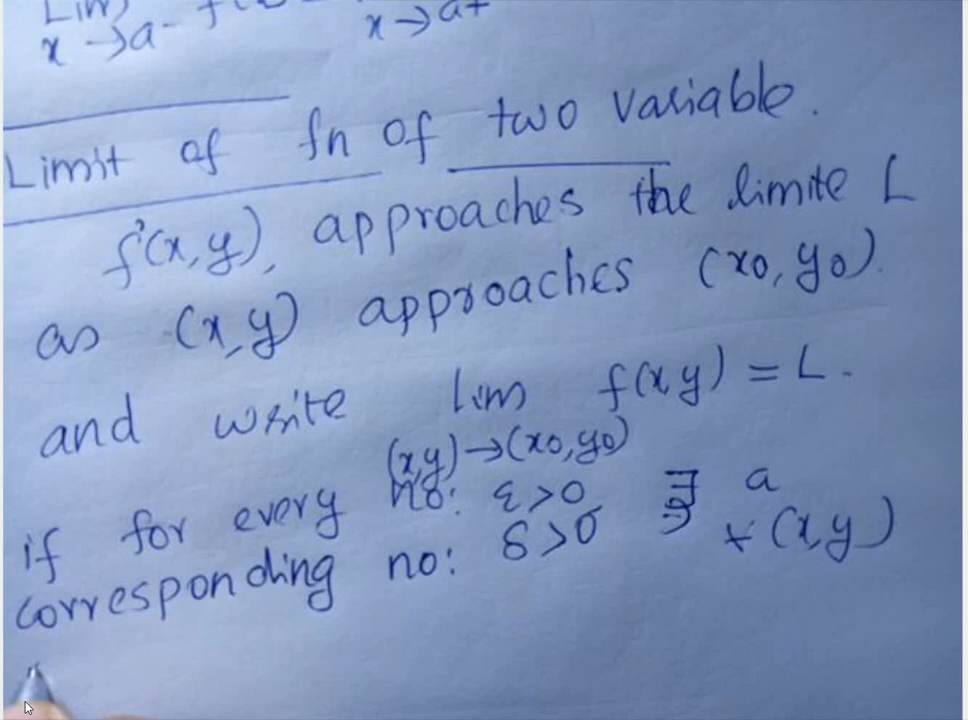 Lim
x→a- x→a+
Limit of fn of two variable.
f(x,y), approaches the limite L
as (x,y) approaches (x0,y0).
and write lim f(x,y) = L.
(x,y)→(x0,y0)
if for every no: ε>0 ∃ a
corresponding no: δ>0 ∋ ∀ (x,y)